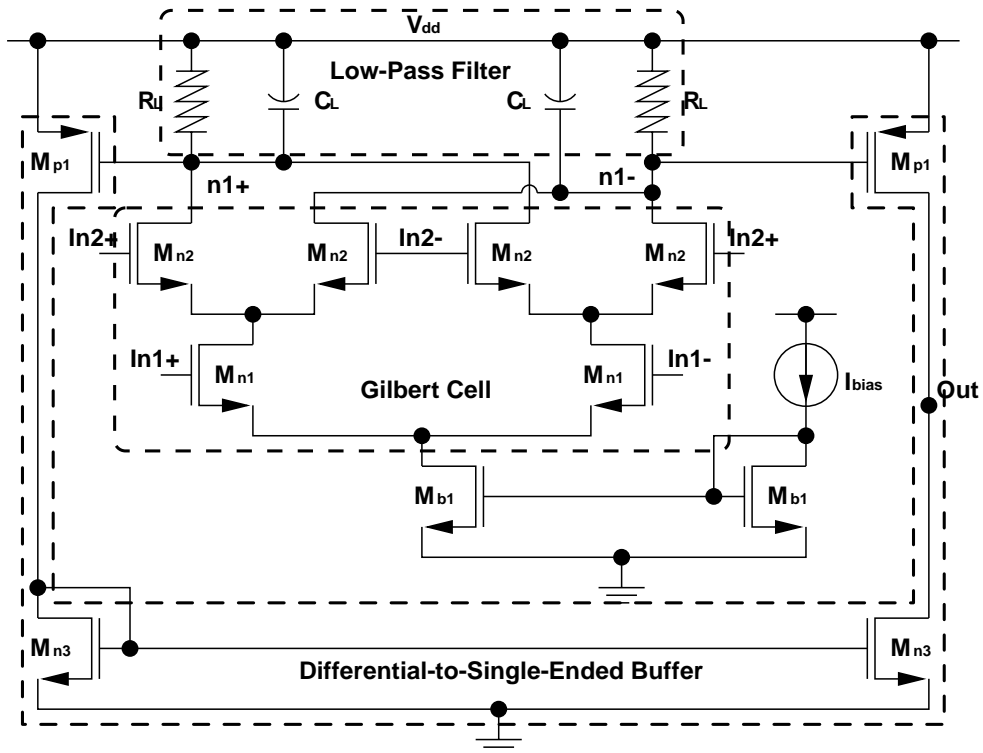 Vdd
Low-Pass Filter
RL CL CL RL
Mp1 Mp1
n1+ n1-
In2+ In2- In2+
Mn2 Mn2 Mn2 Mn2
In1+ In1-
Mn1 Mn1
Gilbert Cell Ibias Out
Mb1 Mb1
Mn3 Mn3
Differential-to-Single-Ended Buffer